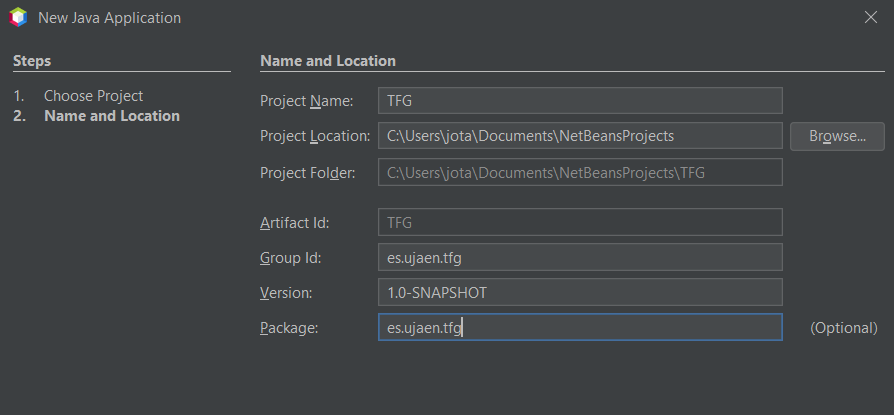 New Java Application
Steps
1. Choose Project
2. Name and Location
Name and Location
Project Name: TFG
Project Location: C:\Users\jota\Documents\NetBeansProjects Browse...
Project Folder: C:\Users\jota\Documents\NetBeansProjects\TFG
Artifact Id: TFG
Group Id: es.ujaen.tfg
Version: 1.0-SNAPSHOT
Package: es.ujaen.tfg (Optional)